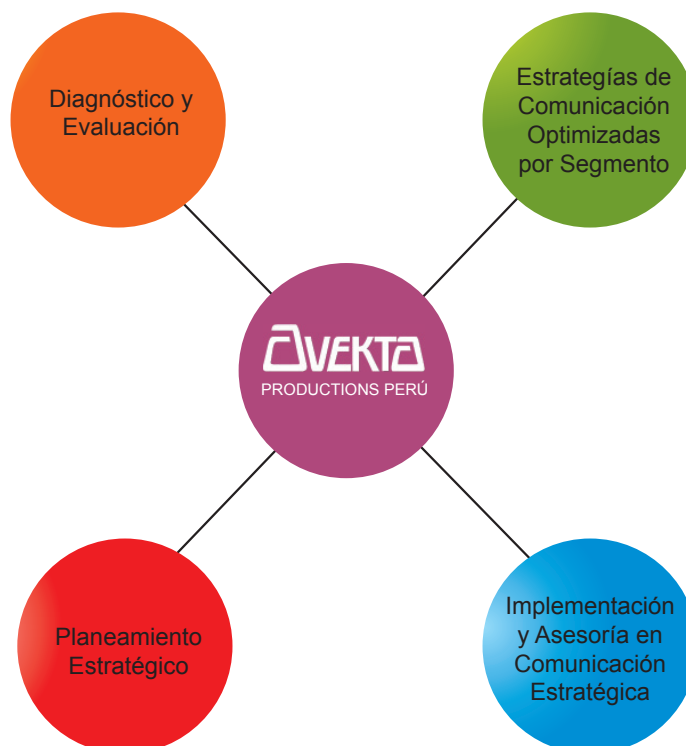 Diagnóstico y
Evaluación
Estrategías de
Comunicación
Optimizadas
por Segmento
AVEKTA
PRODUCTIONS PERÚ
Planeamiento
Estratégico
Implementación
y Asesoría en
Comunicación
Estratégica